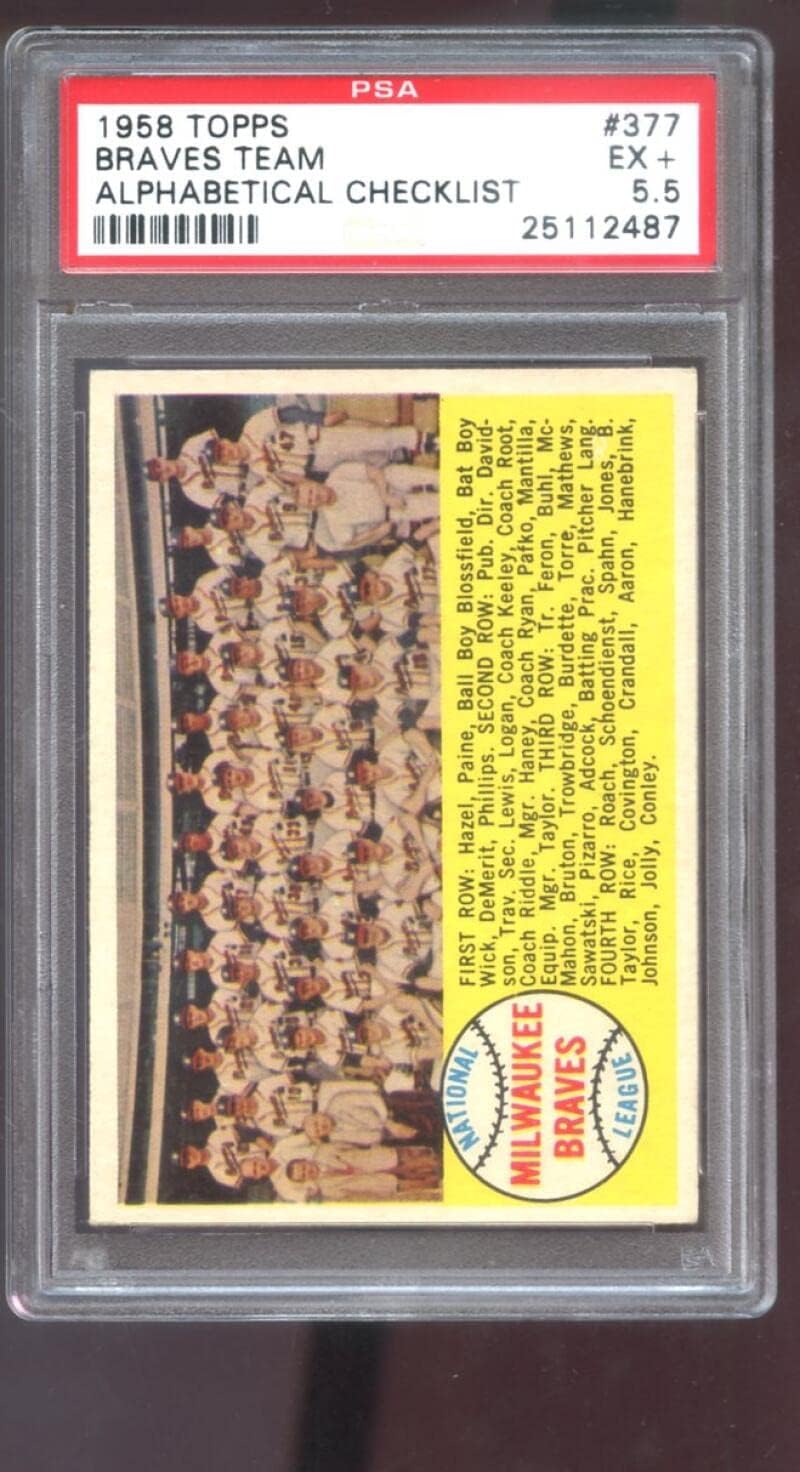 PSA
1958 TOPPS #377
BRAVES TEAM EX +
ALPHABETICAL CHECKLIST 5.5
25112487
FIRST ROW: Hazel, Paine, Ball Boy Blossfield, Bat Boy
Wick, DeMerit, Phillips. SECOND ROW: Pub. Dir. David-
son, Trav. Sec. Lewis, Logan, Coach Keeley, Coach Root,
Coach Riddle, Mgr. Haney, Coach Ryan, Pafko, Mantilla,
Equip. Mgr. Taylor. THIRD ROW: Tr. Feron, Buhl, Mc-
Mahon, Bruton, Trowbridge, Burdette, Torre, Mathews,
Sawatski, Pizarro, Adcock, Batting Prac. Pitcher Lang.
FOURTH ROW: Roach, Schoendienst, Spahn, Jones, B.
Taylor, Rice, Covington, Crandall, Aaron, Hanebrink,
Johnson, Jolly, Conley.
NATIONAL
MILWAUKEE
BRAVES
LEAGUE